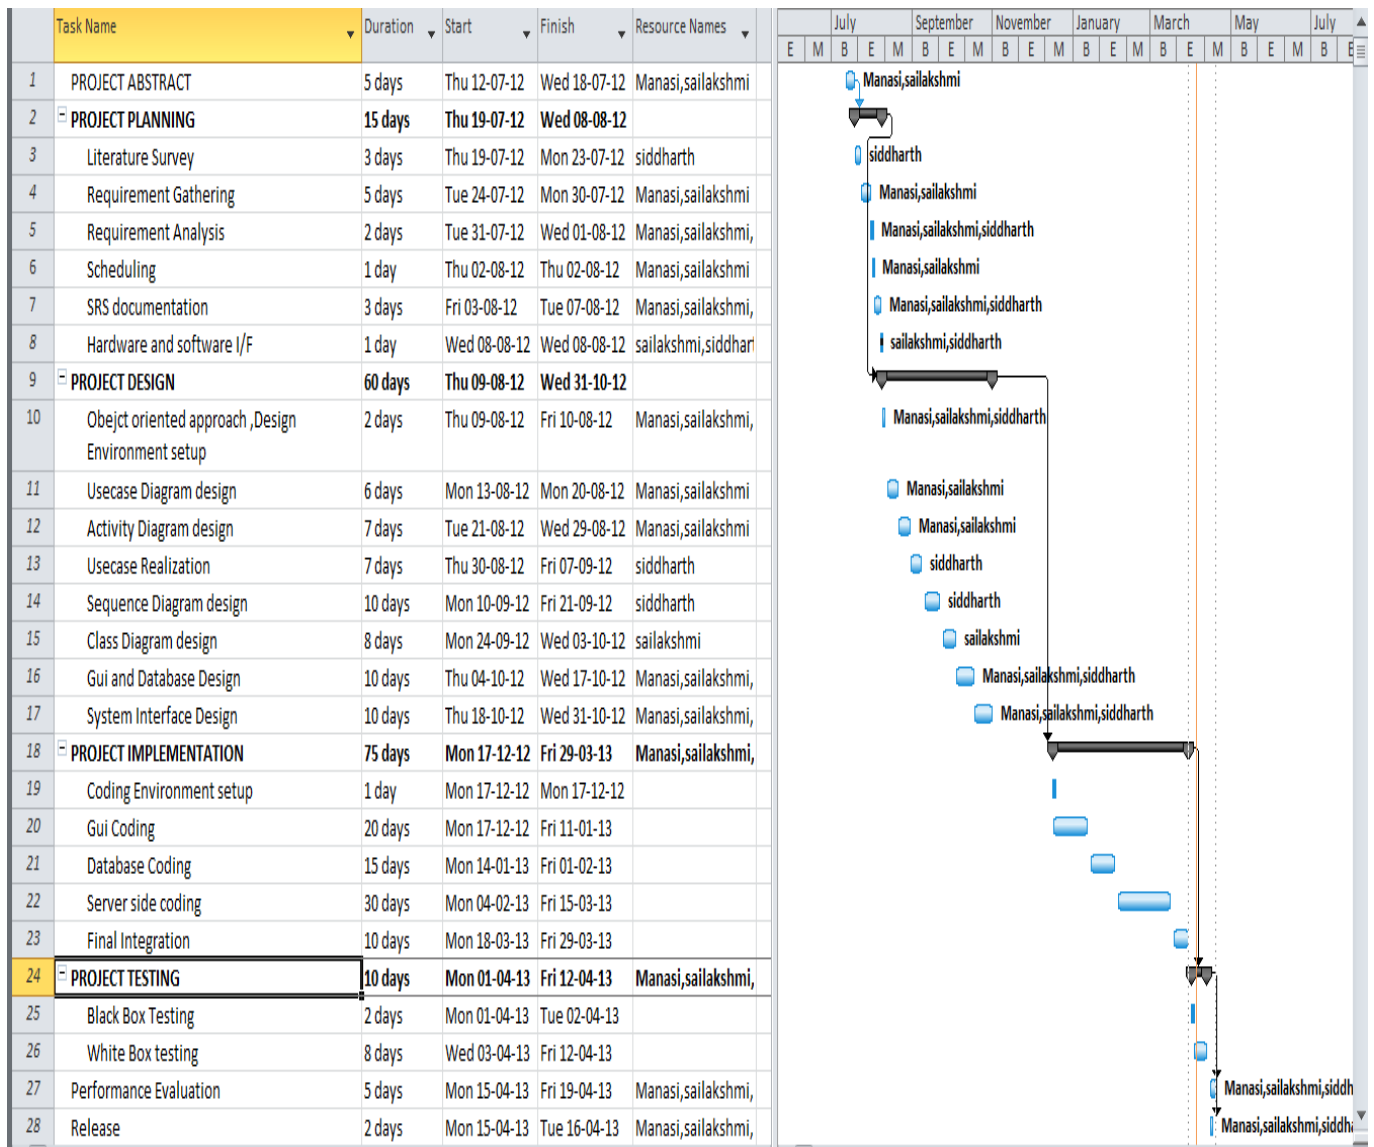 Task Name Duration Start Finish Resource Names
July September November January March May July
E M B E M B E M B E M B E M B E M B E M B E
1 PROJECT ABSTRACT 5 days Thu 12-07-12 Wed 18-07-12 Manasi,sailakshmi Manasi,sailakshmi
2 PROJECT PLANNING 15 days Thu 19-07-12 Wed 08-08-12
3 Literature Survey 3 days Thu 19-07-12 Mon 23-07-12 siddharth siddharth
4 Requirement Gathering 5 days Tue 24-07-12 Mon 30-07-12 Manasi,sailakshmi Manasi,sailakshmi
5 Requirement Analysis 2 days Tue 31-07-12 Wed 01-08-12 Manasi,sailakshmi, Manasi,sailakshmi,siddharth
6 Scheduling 1 day Thu 02-08-12 Thu 02-08-12 Manasi,sailakshmi Manasi,sailakshmi
7 SRS documentation 3 days Fri 03-08-12 Tue 07-08-12 Manasi,sailakshmi, Manasi,sailakshmi,siddharth
8 Hardware and software I/F 1 day Wed 08-08-12 Wed 08-08-12 sailakshmi,siddhart sailakshmi,siddharth
9 PROJECT DESIGN 60 days Thu 09-08-12 Wed 31-10-12
10 Obejct oriented approach ,Design 2 days Thu 09-08-12 Fri 10-08-12 Manasi,sailakshmi, Manasi,sailakshmi,siddharth
Environment setup
11 Usecase Diagram design 6 days Mon 13-08-12 Mon 20-08-12 Manasi,sailakshmi Manasi,sailakshmi
12 Activity Diagram design 7 days Tue 21-08-12 Wed 29-08-12 Manasi,sailakshmi Manasi,sailakshmi
13 Usecase Realization 7 days Thu 30-08-12 Fri 07-09-12 siddharth siddharth
14 Sequence Diagram design 10 days Mon 10-09-12 Fri 21-09-12 siddharth siddharth
15 Class Diagram design 8 days Mon 24-09-12 Wed 03-10-12 sailakshmi sailakshmi
16 Gui and Database Design 10 days Thu 04-10-12 Wed 17-10-12 Manasi,sailakshmi, Manasi,sailakshmi,siddharth
17 System Interface Design 10 days Thu 18-10-12 Wed 31-10-12 Manasi,sailakshmi, Manasi,sailakshmi,siddharth
18 PROJECT IMPLEMENTATION 75 days Mon 17-12-12 Fri 29-03-13 Manasi,sailakshmi,
19 Coding Environment setup 1 day Mon 17-12-12 Mon 17-12-12
20 Gui Coding 20 days Mon 17-12-12 Fri 11-01-13
21 Database Coding 15 days Mon 14-01-13 Fri 01-02-13
22 Server side coding 30 days Mon 04-02-13 Fri 15-03-13
23 Final Integration 10 days Mon 18-03-13 Fri 29-03-13
24 PROJECT TESTING 10 days Mon 01-04-13 Fri 12-04-13 Manasi,sailakshmi,
25 Black Box Testing 2 days Mon 01-04-13 Tue 02-04-13
26 White Box testing 8 days Wed 03-04-13 Fri 12-04-13
27 Performance Evaluation 5 days Mon 15-04-13 Fri 19-04-13 Manasi,sailakshmi, Manasi,sailakshmi,siddh
28 Release 2 days Mon 15-04-13 Tue 16-04-13 Manasi,sailakshmi, Manasi,sailakshmi,siddha